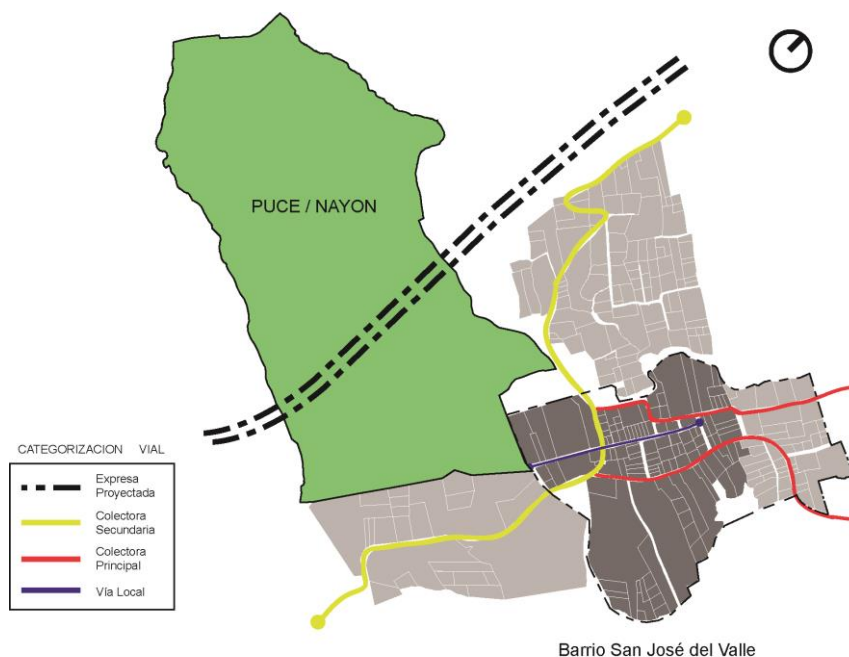 PUCE / NAYON
CATEGORIZACION VIAL
Expresa
Proyectada
Colectora
Secundaria
Colectora
Principal
Vía Local
Barrio San José del Valle